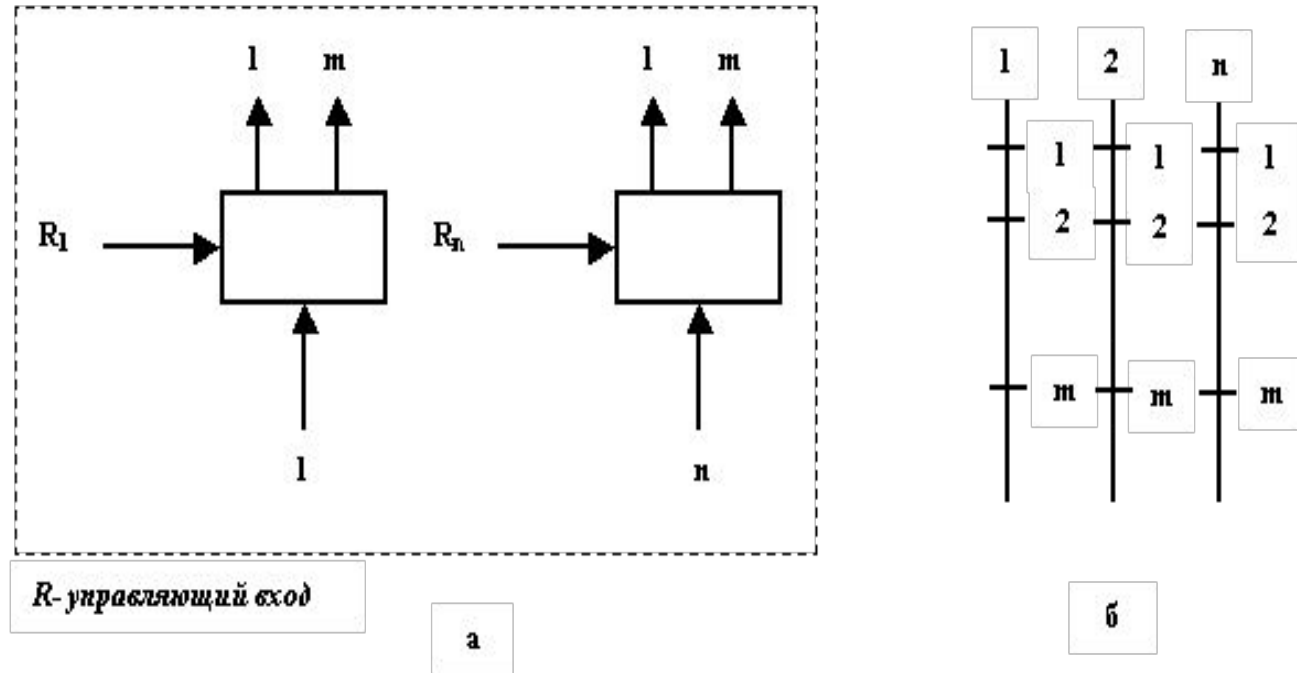 1 m 1 m
R1 Rn
1 n
R- управляющий вход
а
1 2 n
1 1 1
2 2 2
m m m
б